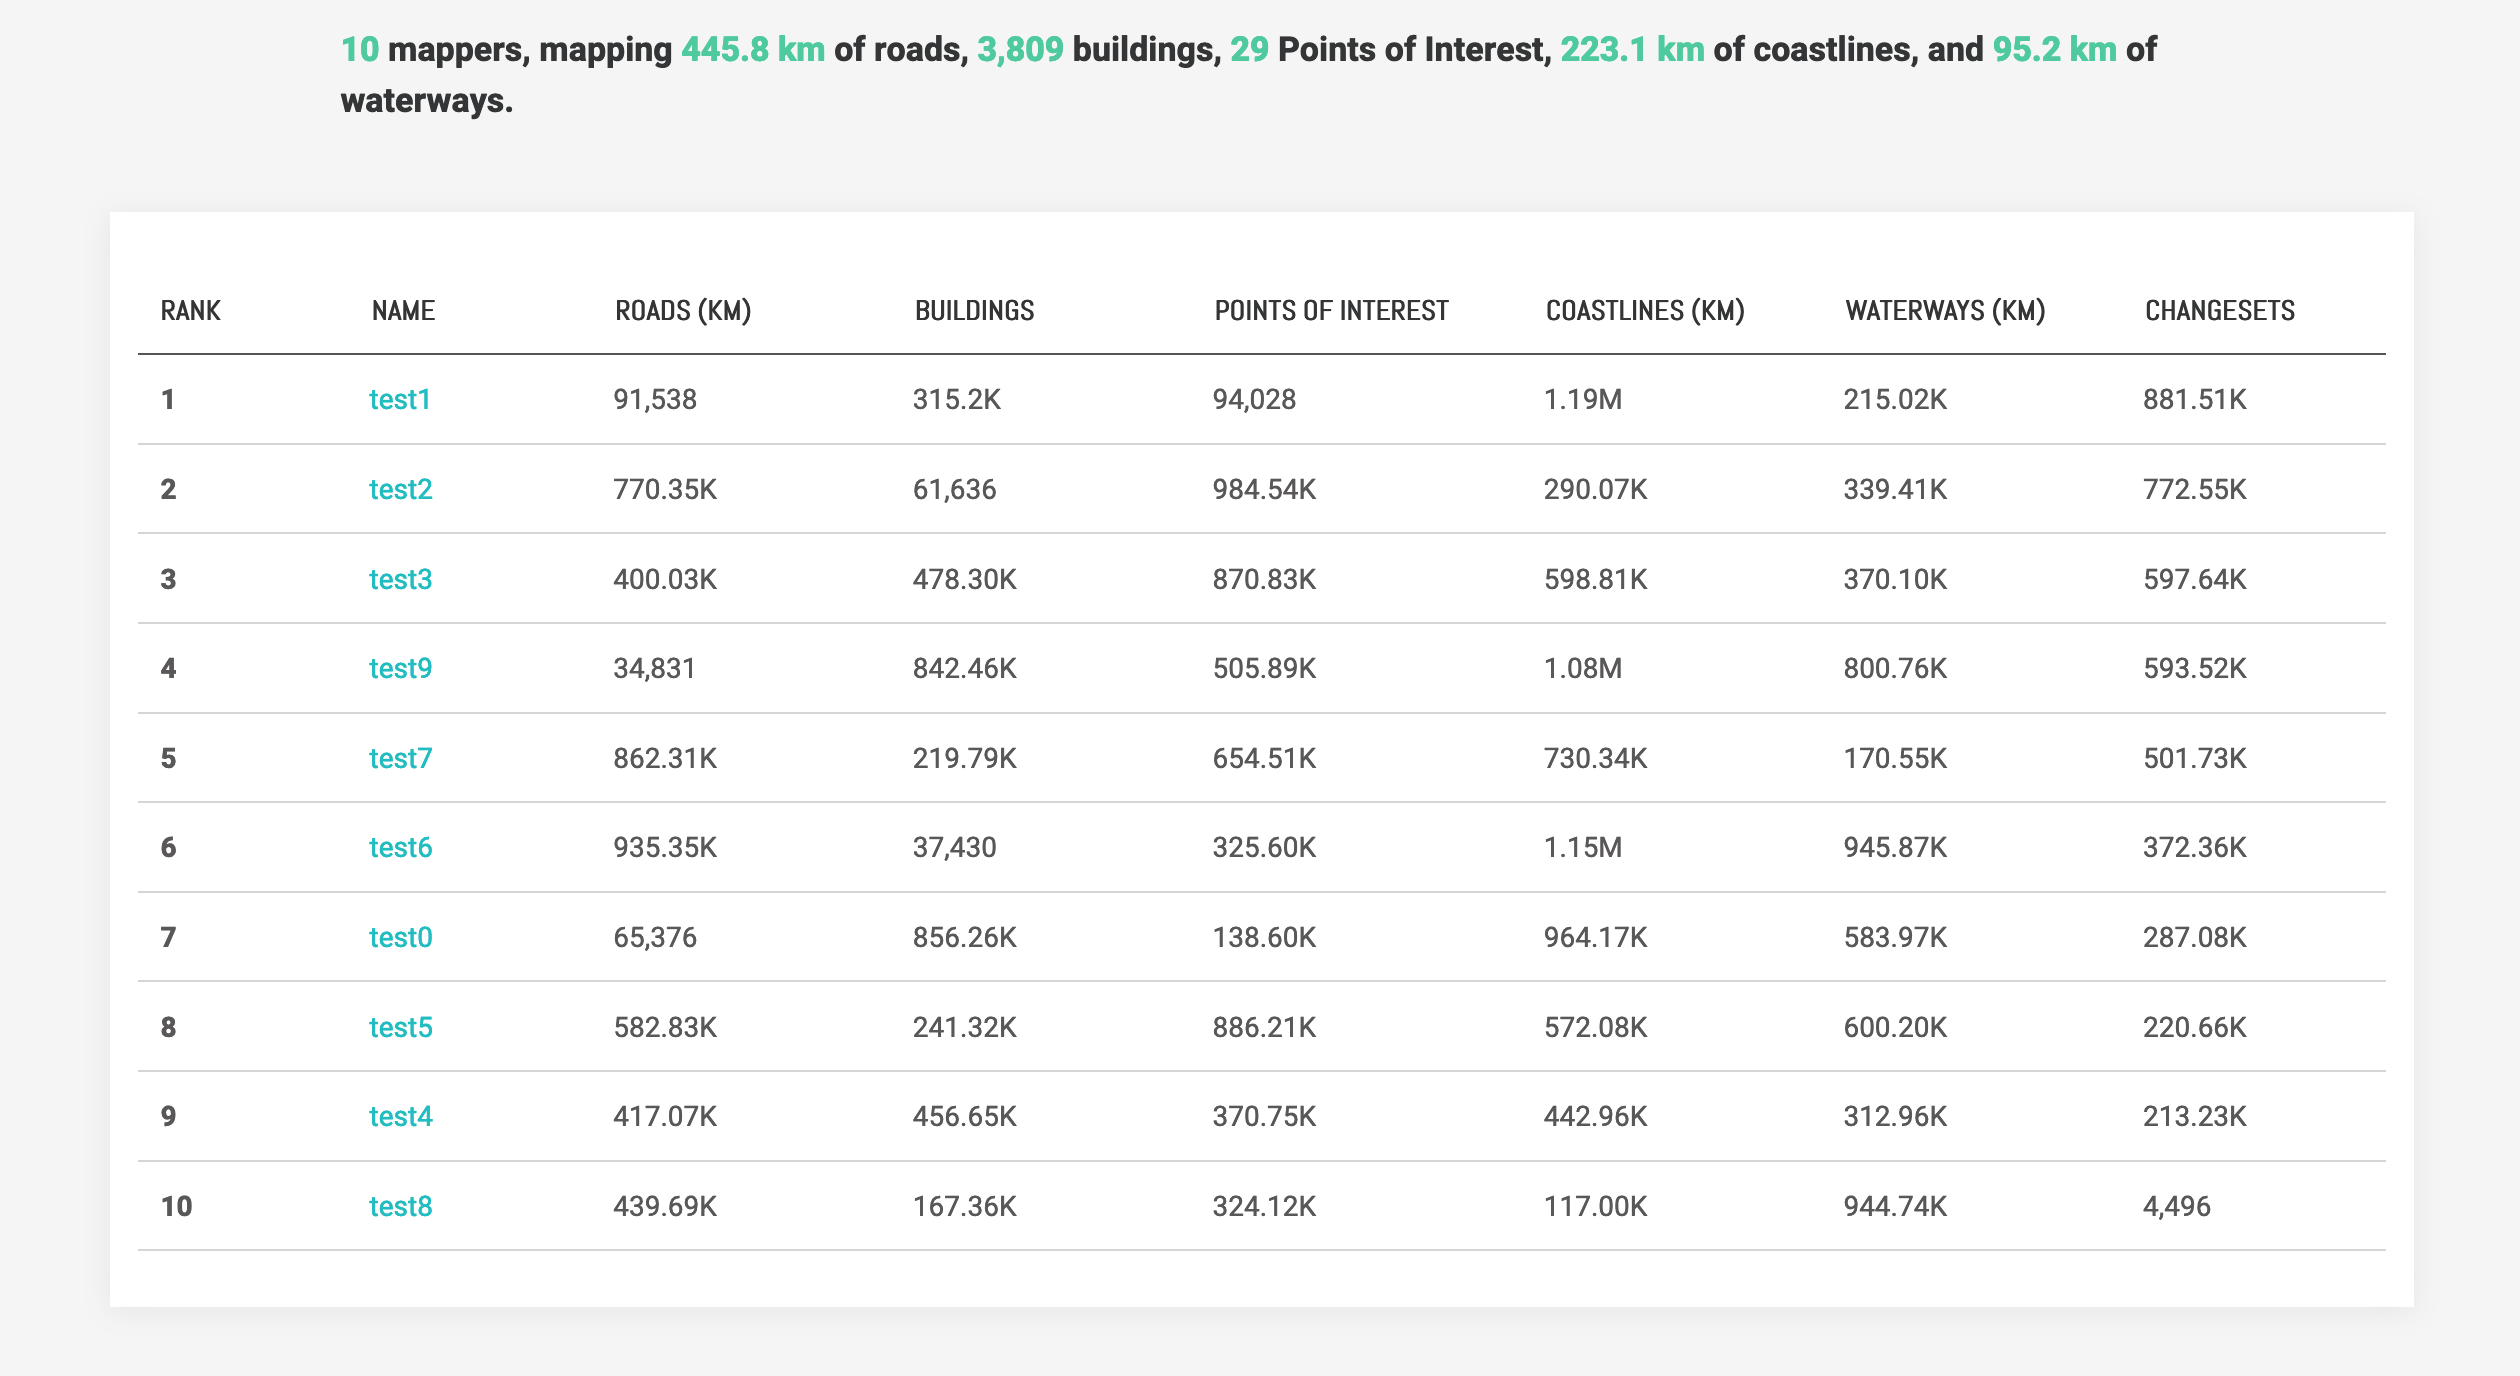 10 mappers, mapping 445.8 km of roads, 3,809 buildings, 29 Points of Interest, 223.1 km of coastlines, and 95.2 km of
waterways.
RANK NAME ROADS (KM) BUILDINGS POINTS OF INTEREST COASTLINES (KM) WATERWAYS (KM) CHANGESETS
1 test1 91,538 315.2K 94,028 1.19M 215.02K 881.51K
2 test2 770.35K 61,636 984.54K 290.07K 339.41K 772.55K
3 test3 400.03K 478.30K 870.83K 598.81K 370.10K 597.64K
4 test9 34,831 842.46K 505.89K 1.08M 800.76K 593.52K
5 test7 862.31K 219.79K 654.51K 730.34K 170.55K 501.73K
6 test6 935.35K 37,430 325.60K 1.15M 945.87K 372.36K
7 test0 65,376 856.26K 138.60K 964.17K 583.97K 287.08K
8 test5 582.83K 241.32K 886.21K 572.08K 600.20K 220.66K
9 test4 417.07K 456.65K 370.75K 442.96K 312.96K 213.23K
10 test8 439.69K 167.36K 324.12K 117.00K 944.74K 4,496